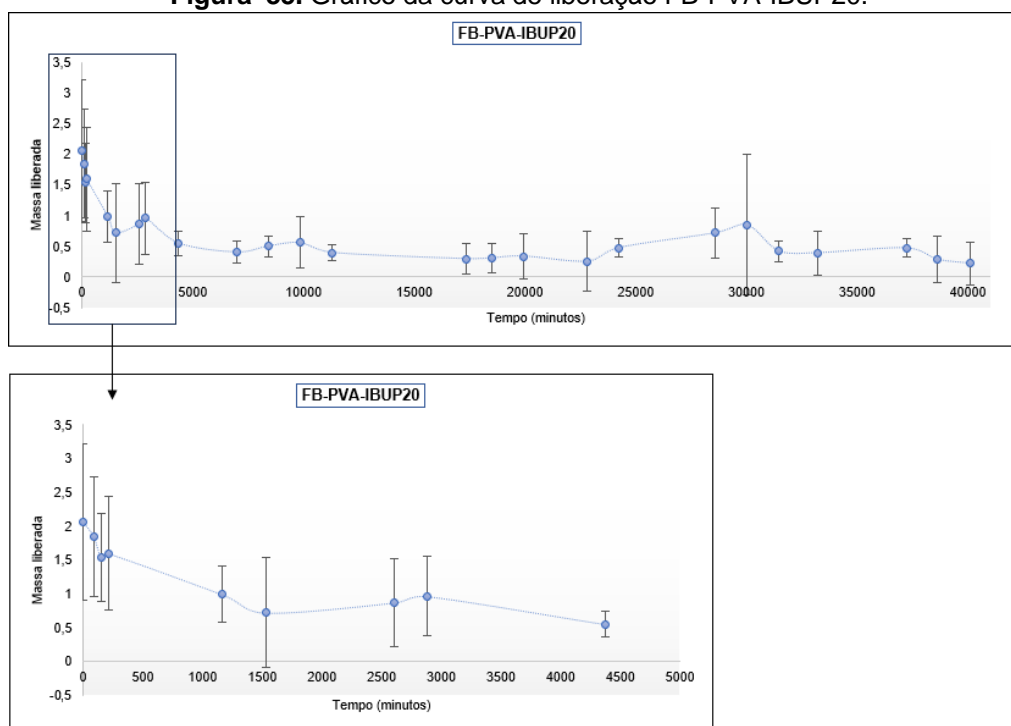 Figura 38. Gráfico da curva de liberação FB-PVA-IBUP20.
FB-PVA-IBUP20
3,5
3
2,5
2
1,5
1
0,5
0
-0,5
Massa liberada
0 5000 10000 15000 20000 25000 30000 35000 40000
Tempo (minutos)
FB-PVA-IBUP20
3,5
3
2,5
2
1,5
1
0,5
0
-0,5
Massa liberada
0 500 1000 1500 2000 2500 3000 3500 4000 4500 5000
Tempo (minutos)